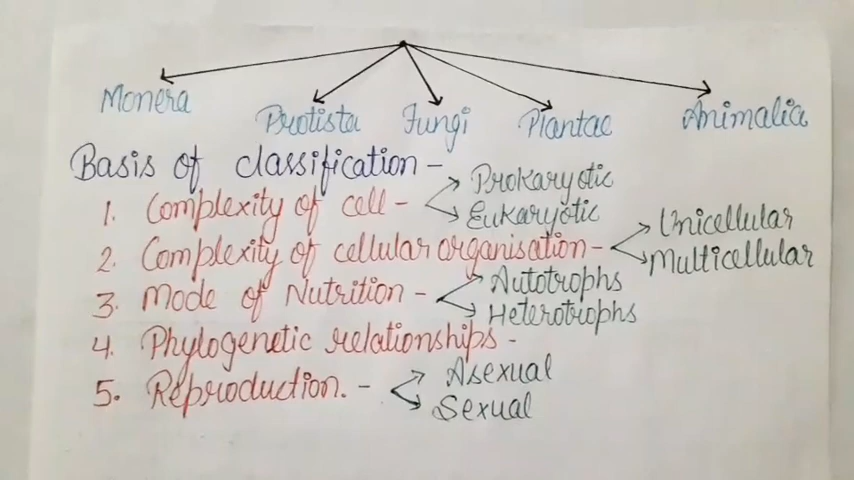 Monera Protista Fungi Plantae Animalia
Basis of classification -
1. Complexity of cell - Prokaryotic
Eukaryotic
2. Complexity of cellular organisation - Unicellular
Multicellular
3. Mode of Nutrition - Autotrophs
Heterotrophs
4. Phylogenetic relationships -
5. Reproduction. - Asexual
Sexual